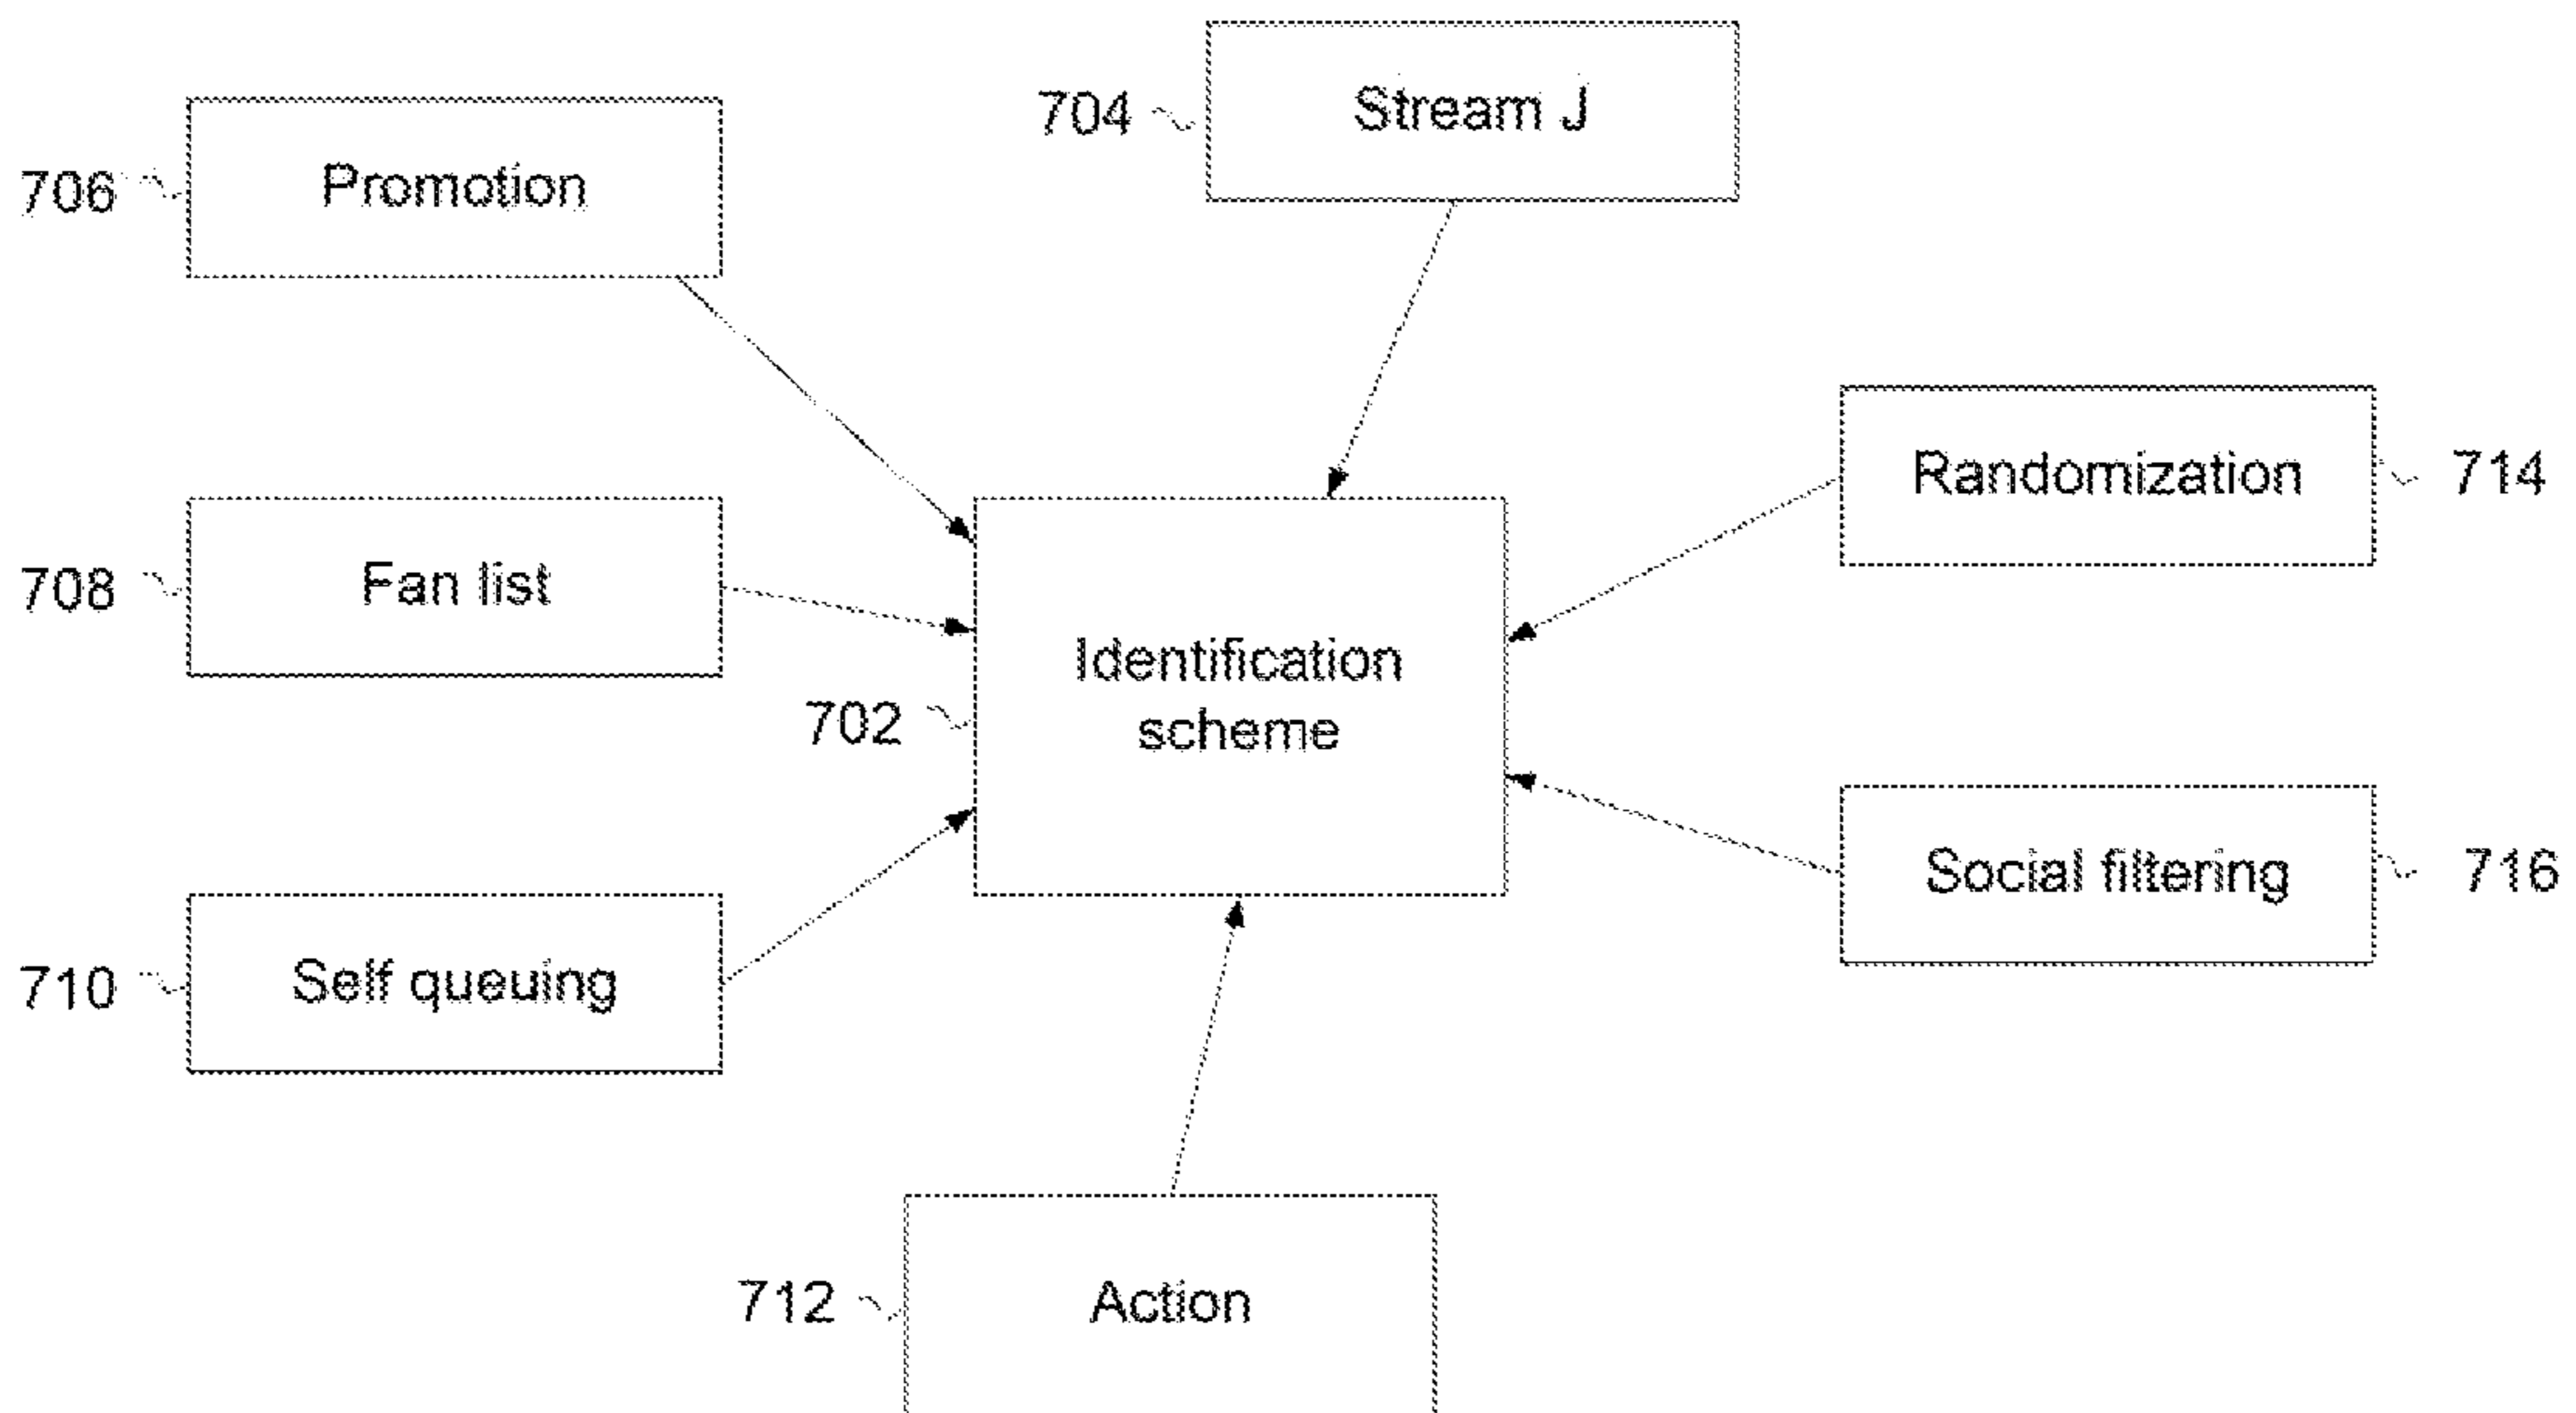 704 Stream J
706 Promotion
Randomization 714
708 Fan list
Identification
scheme
702
Social filtering 716
710 Self queuing
712 Action